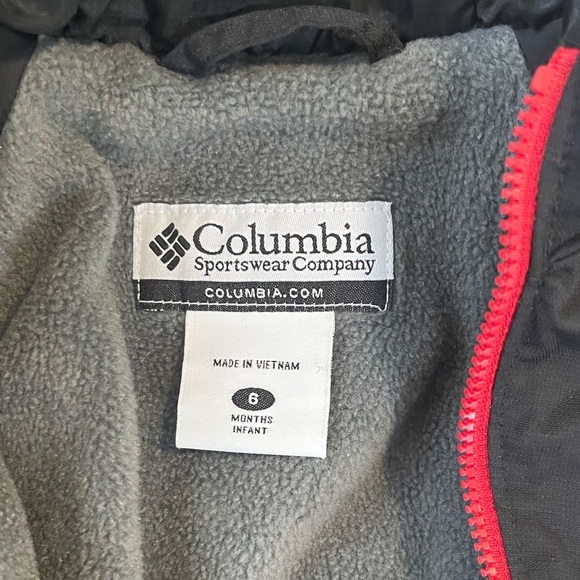 Columbia
Sportswear Company
COLUMBIA.COM
MADE IN VIETNAM
6
MONTHS
INFANT